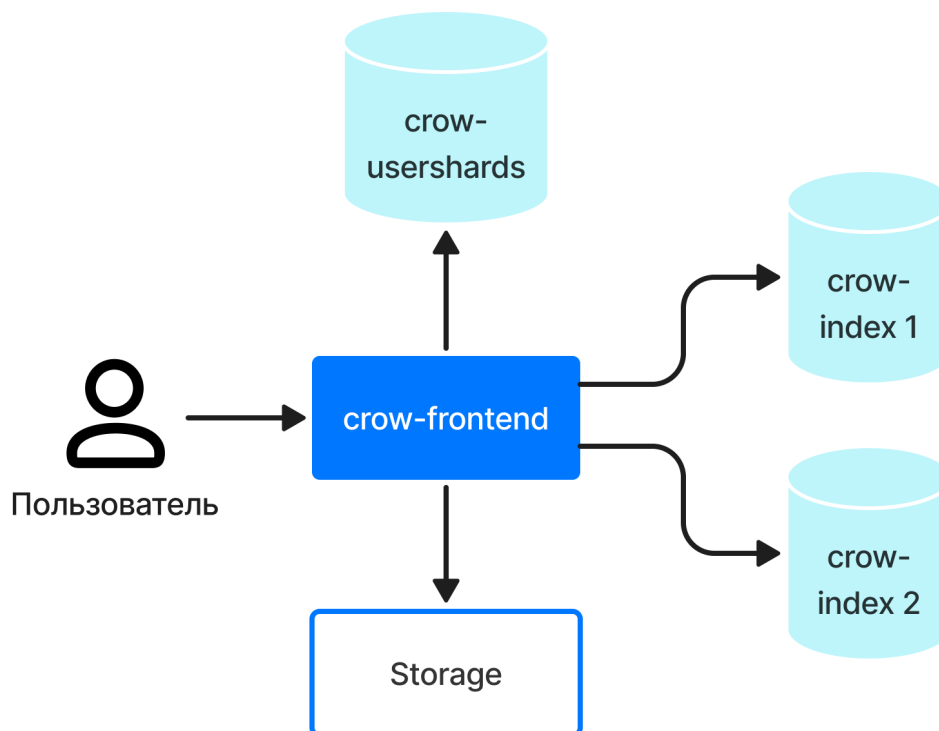 crow-
usershards
crow-
index 1
Пользователь
crow-frontend
crow-
index 2
Storage